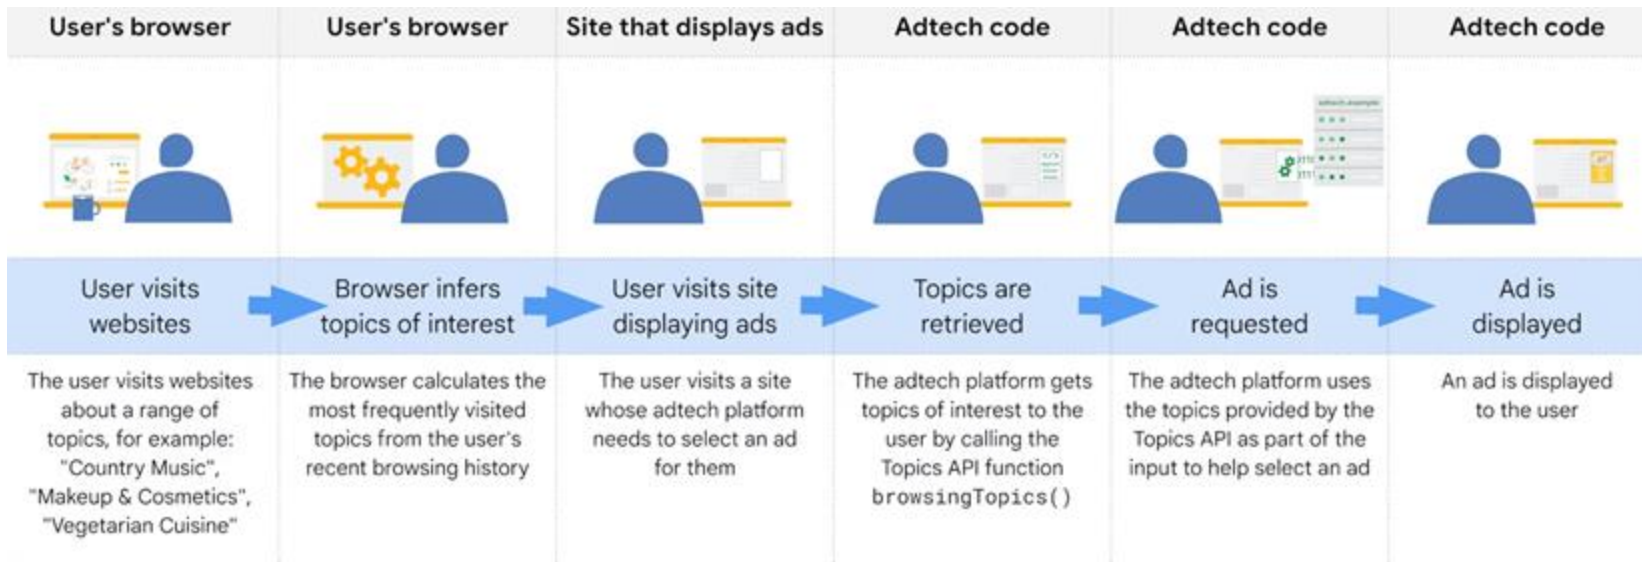 User's browser
User's browser
Site that displays ads
Adtech code
Adtech code
Adtech code
adtech.example
User visits
websites
Browser infers
topics of interest
User visits site
displaying ads
Topics are
retrieved
Ad is
requested
Ad is
displayed
The user visits websites
about a range of
topics, for example:
"Country Music",
"Makeup & Cosmetics",
"Vegetarian Cuisine"
The browser calculates the
most frequently visited
topics from the user's
recent browsing history
The user visits a site
whose adtech platform
needs to select an ad
for them
The adtech platform gets
topics of interest to the
user by calling the
Topics API function
browsingTopics()
The adtech platform uses
the topics provided by the
Topics API as part of the
input to help select an ad
An ad is displayed
to the user